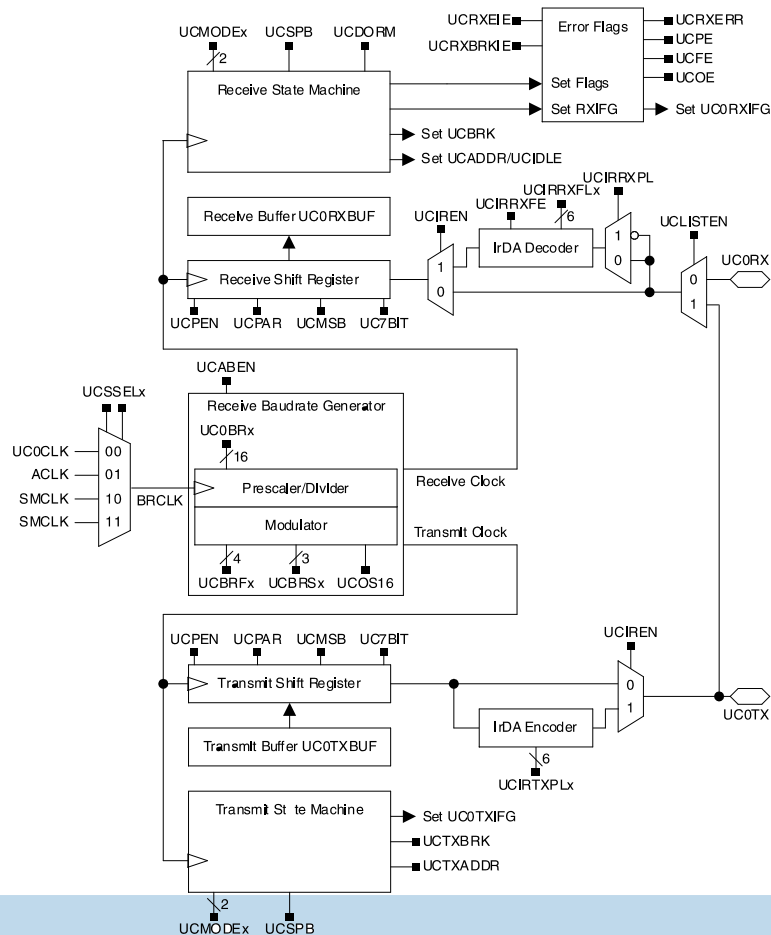 UCMODEx UCSPB UCDORM
2
UCRXEIE
UCRXBRKIE
Error Flags
UCRXERR
UCPE
UCFE
UCOE
Receive State Machine
Set Flags
Set RXIFG
Set UC0RXIFG
Set UCBRK
Set UCADDR/UCIDLE
Receive Buffer UC0RXBUF
Receive Shift Register
UCPEN UCPAR UCMSB UC7BIT
UCIREN
UCIRRXFE
UCIRRXFLx
6
UCIRRXPL
IrDA Decoder
1
0
1
0
UCLISTEN
0
1
UC0RX
UCABEN
Receive Baudrate Generator
UC0BRx
16
UCSSELx
UC0CLK 00
ACLK 01
SMCLK 10
SMCLK 11
BRCLK
Prescaler/Divider
Modulator
4
3
UCBRFx UCBRSx UCOS16
Receive Clock
Transmit Clock
UCPEN UCPAR UCMSB UC7BIT
Transmit Shift Register
Transmit Buffer UC0TXBUF
UCIREN
0
1
IrDA Encoder
6
UCIRTXPLx
UC0TX
Transmit St te Machine
Set UC0TXIFG
UCTXBRK
UCTXADDR
2
UCMODEx UCSPB